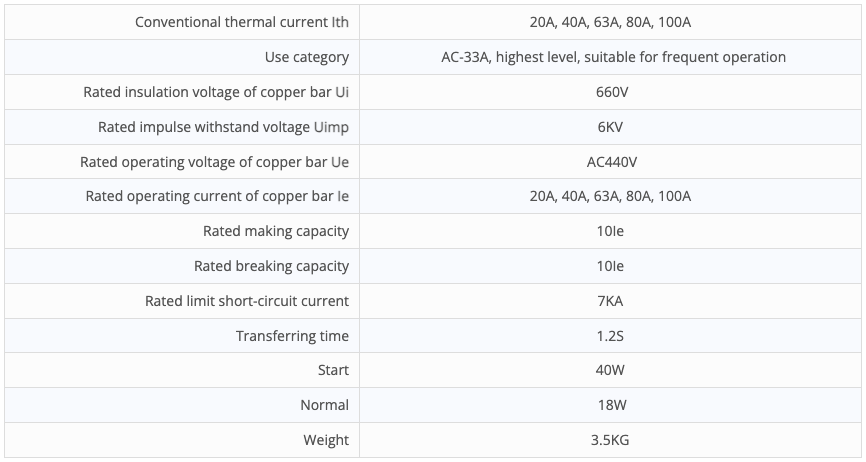 Conventional thermal current Ith 20A, 40A, 63A, 80A, 100A
Use category AC-33A, highest level, suitable for frequent operation
Rated insulation voltage of copper bar Ui 660V
Rated impulse withstand voltage Uimp 6KV
Rated operating voltage of copper bar Ue AC440V
Rated operating current of copper bar Ie 20A, 40A, 63A, 80A, 100A
Rated making capacity 10Ie
Rated breaking capacity 10Ie
Rated limit short-circuit current 7KA
Transferring time 1.2S
Start 40W
Normal 18W
Weight 3.5KG